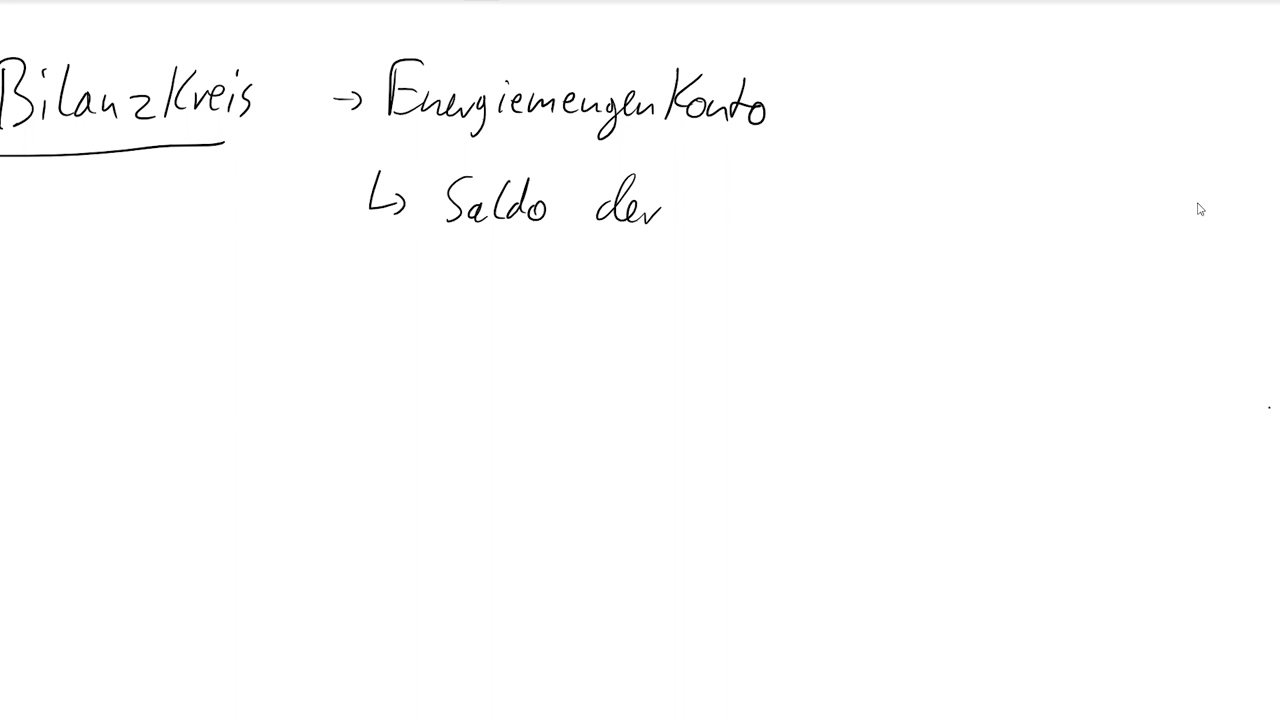 Bilanzkreis → Energiemengenkonto
↳ Saldo der